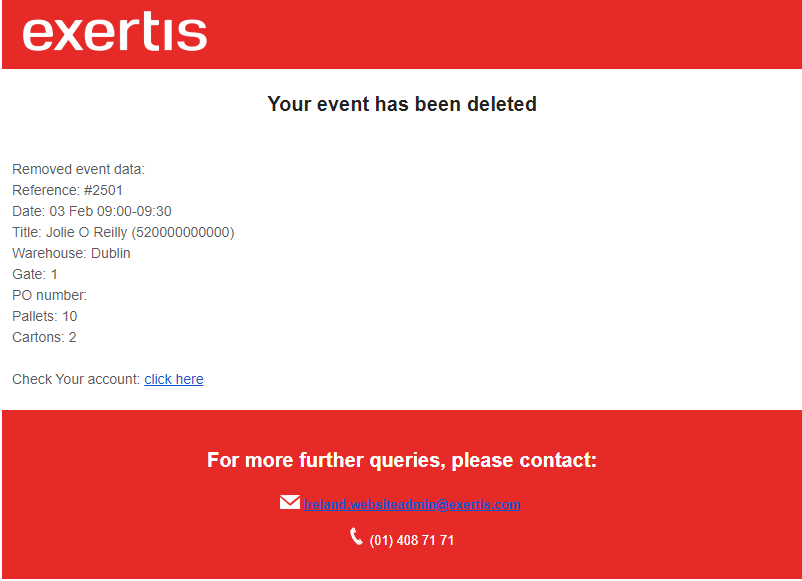 exertis
Your event has been deleted
Removed event data:
Reference: #2501
Date: 03 Feb 09:00-09:30
Title: Jolie O Reilly (520000000000)
Warehouse: Dublin
Gate: 1
PO number:
Pallets: 10
Cartons: 2
Check Your account: click here
For more further queries, please contact:
Ireland.websiteadmin@exertis.com
(01) 408 71 71